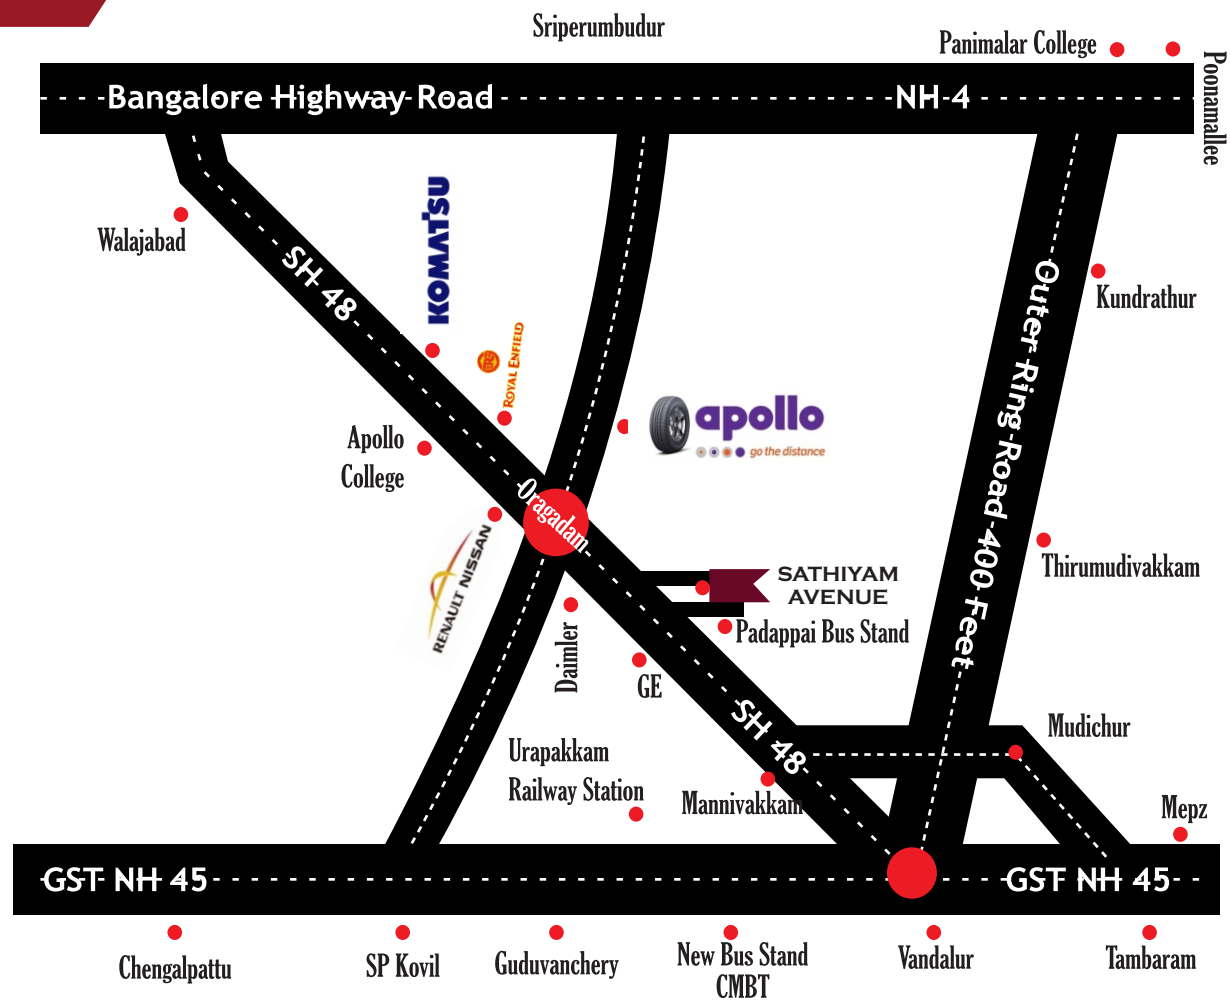 Sriperumbudur
Panimalar College
Poonamallee
Bangalore Highway Road
NH-4
Walajabad
SH 48
KOMATSU
ROYAL ENFIELD
Outer Ring Road 400 Feet
Kundrathur
apollo
go the distance
Apollo
College
Oragadam
RENAULT NISSAN
Thirumudivakkam
SATHIYAM
AVENUE
Padappai Bus Stand
Daimler
GE
SH 48
Mudichur
Urapakkam
Railway Station
Mannivakkam
Mepz
GST NH 45
GST NH 45
Chengalpattu
SP Kovil
Guduvanchery
New Bus Stand
CMBT
Vandalur
Tambaram